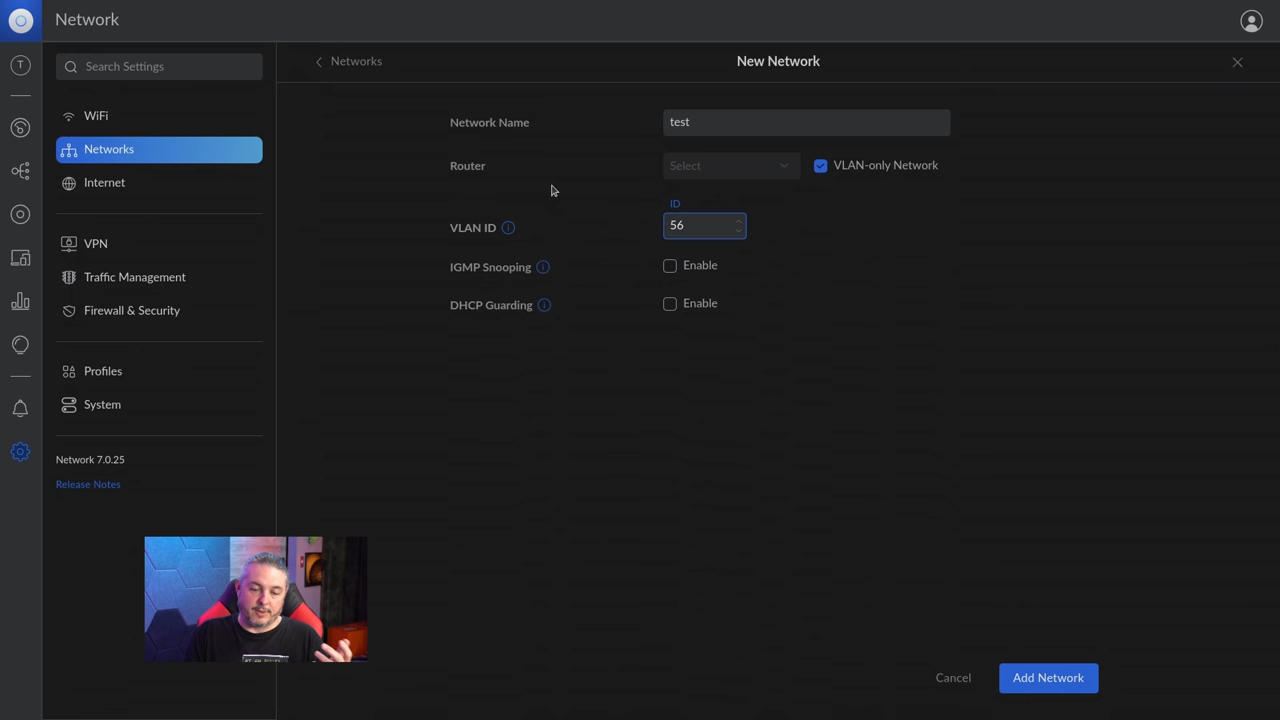 Network
Search Settings
Networks
New Network
T
WiFi
Networks
Internet
VPN
Traffic Management
Firewall & Security
Profiles
System
Network 7.0.25
Release Notes
Network Name
test
Router
Select
VLAN-only Network
ID
VLAN ID
56
IGMP Snooping
Enable
DHCP Guarding
Enable
Cancel
Add Network